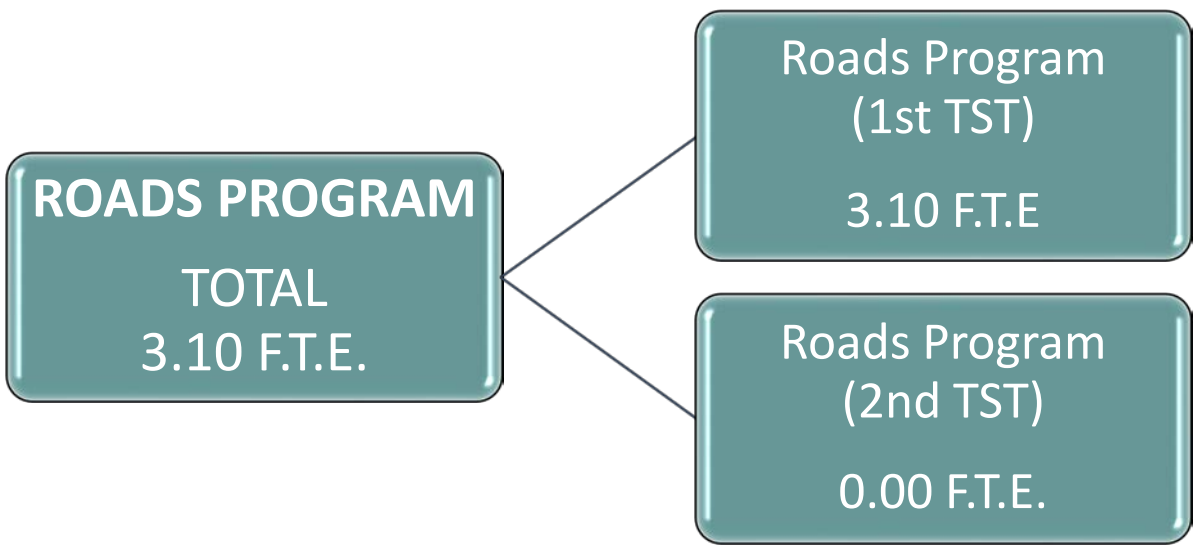 ROADS PROGRAM
TOTAL
3.10 F.T.E.
Roads Program
(1st TST)
3.10 F.T.E
Roads Program
(2nd TST)
0.00 F.T.E.